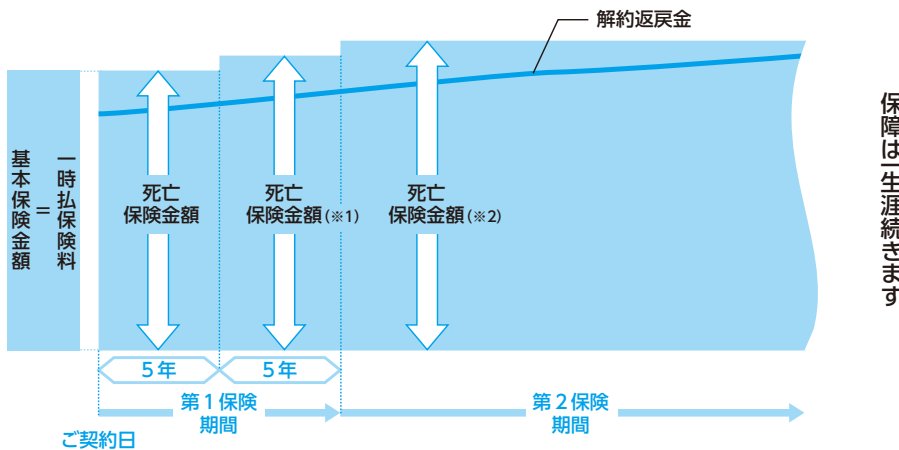 解約返戻金
基本保険金額
=
一時払保険料
死亡
保険金額
死亡
保険金額(※1)
死亡
保険金額(※2)
保障は一生涯続きます
5年
5年
第1保険
期間
第2保険
期間
ご契約日